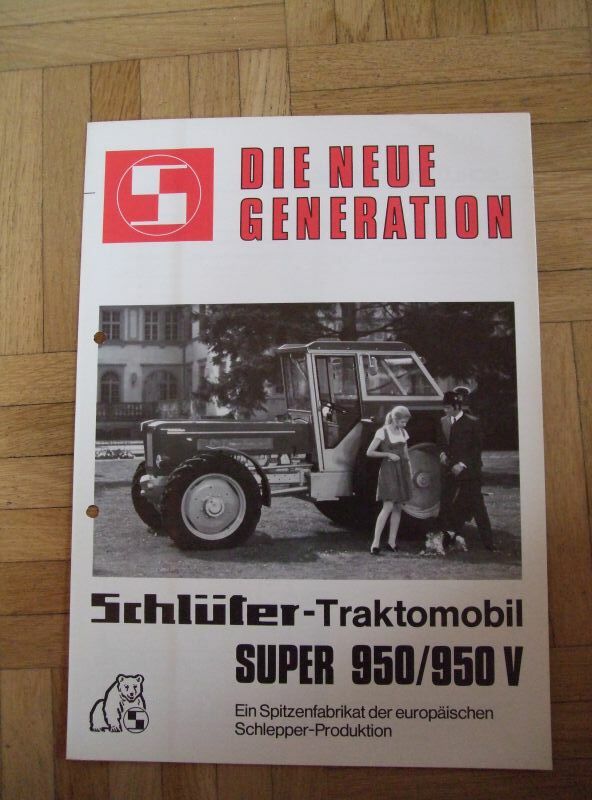 DIE NEUE
GENERATION
Schlüter-Traktomobil
SUPER 950/950 V
Ein Spitzenfabrikat der europäischen
Schlepper-Produktion